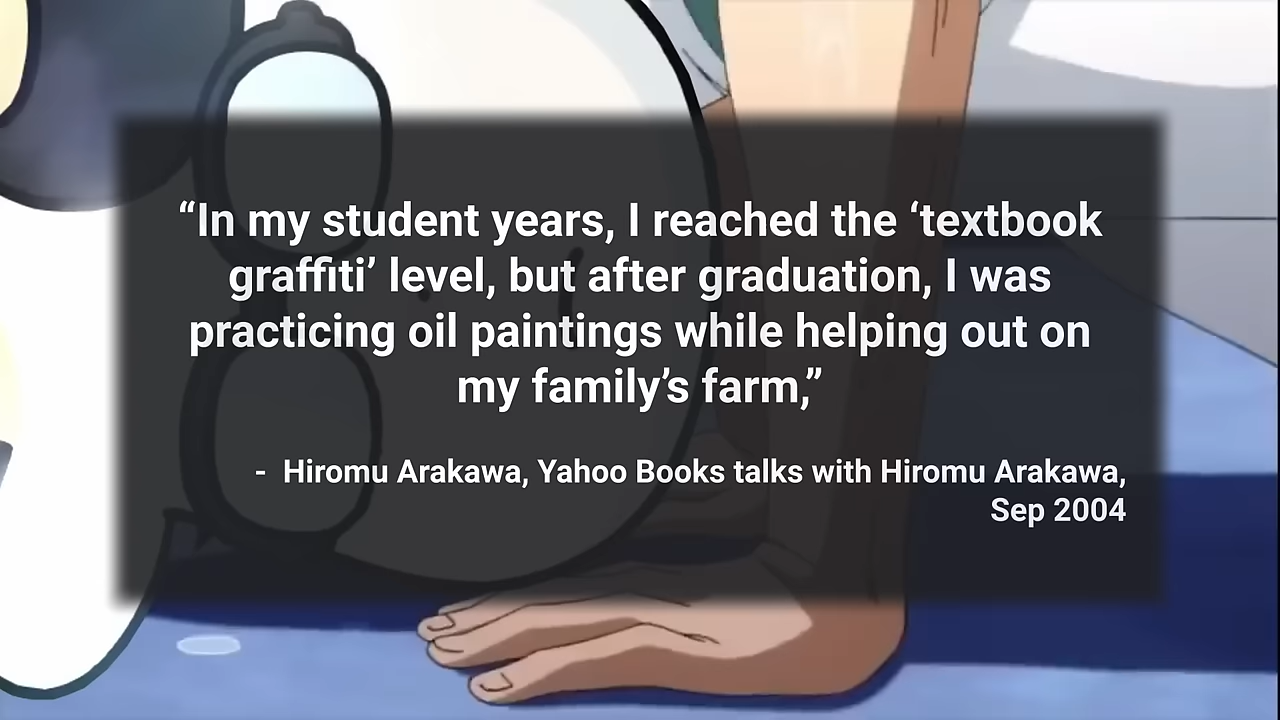 “In my student years, I reached the ‘textbook
graffiti’ level, but after graduation, I was
practicing oil paintings while helping out on
my family’s farm,”
- Hiromu Arakawa, Yahoo Books talks with Hiromu Arakawa,
Sep 2004